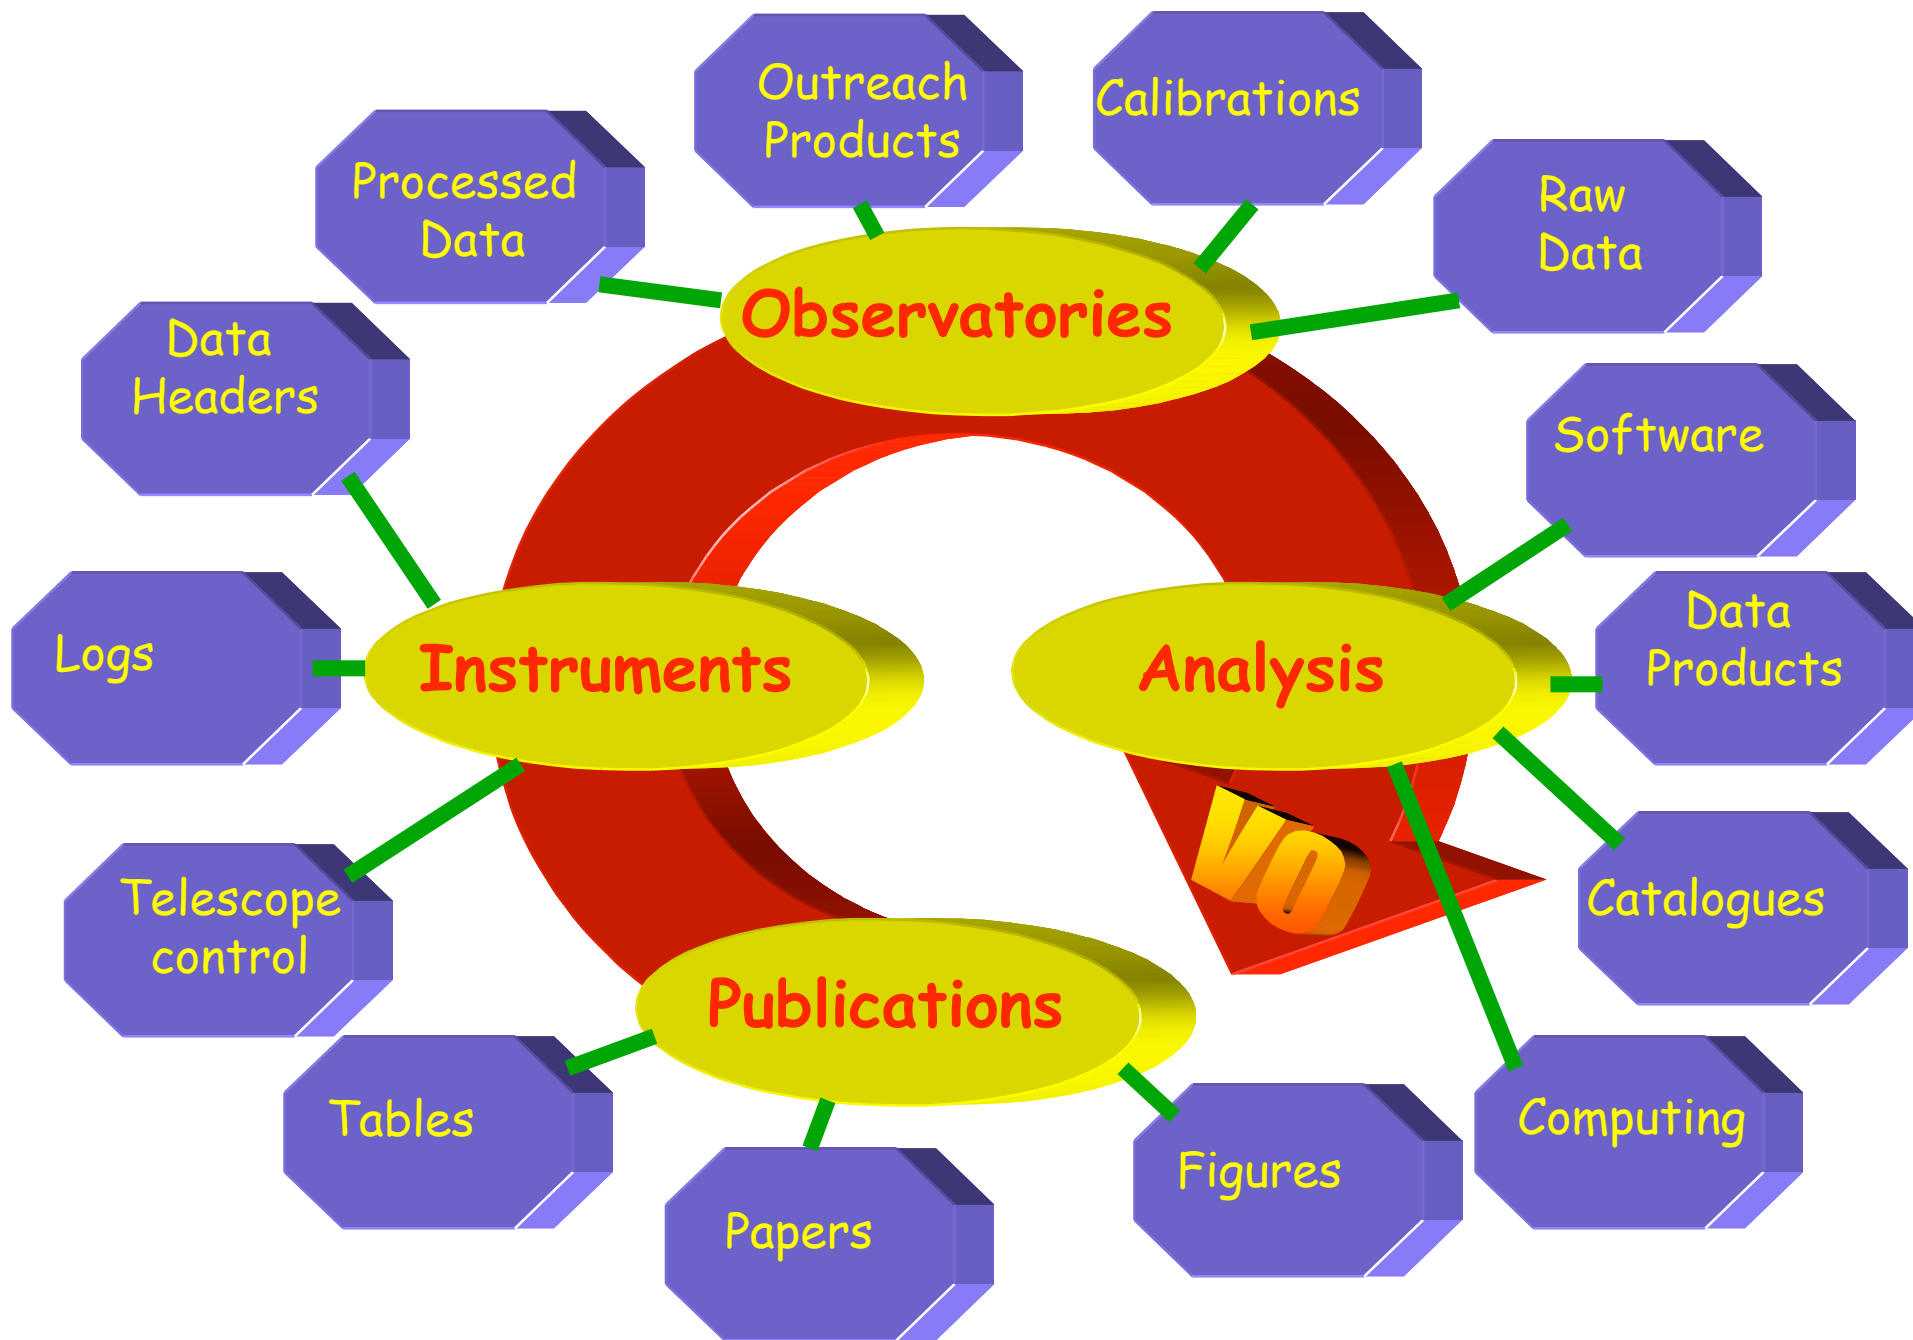 Outreach
Products
Calibrations
Processed
Data
Raw
Data
Observatories
Data
Headers
Software
Logs
Instruments
Analysis
Data
Products
VO
Telescope
control
Catalogues
Publications
Tables
Papers
Figures
Computing